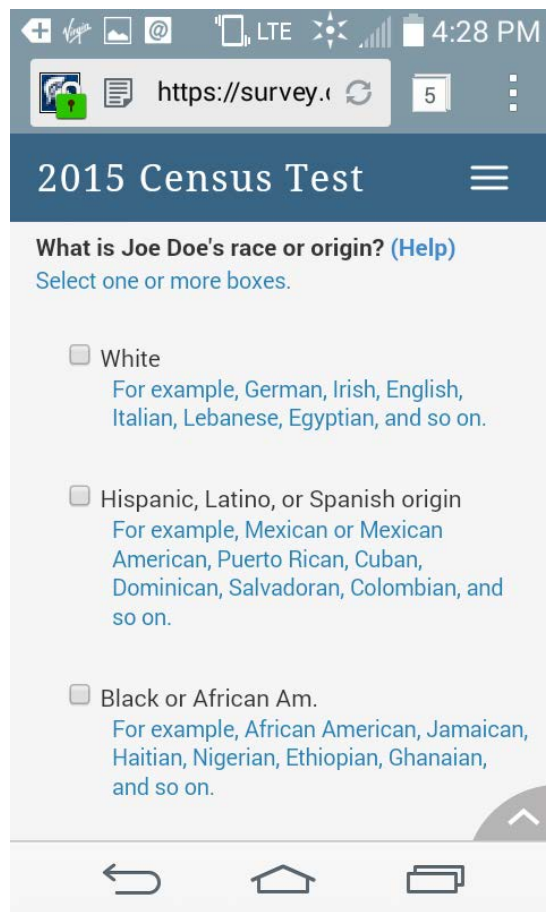 Virgin @ LTE 4:28 PM
https://survey.c 5
2015 Census Test
What is Joe Doe's race or origin? (Help)
Select one or more boxes.
White
For example, German, Irish, English,
Italian, Lebanese, Egyptian, and so on.
Hispanic, Latino, or Spanish origin
For example, Mexican or Mexican
American, Puerto Rican, Cuban,
Dominican, Salvadoran, Colombian, and
so on.
Black or African Am.
For example, African American, Jamaican,
Haitian, Nigerian, Ethiopian, Ghanaian,
and so on.